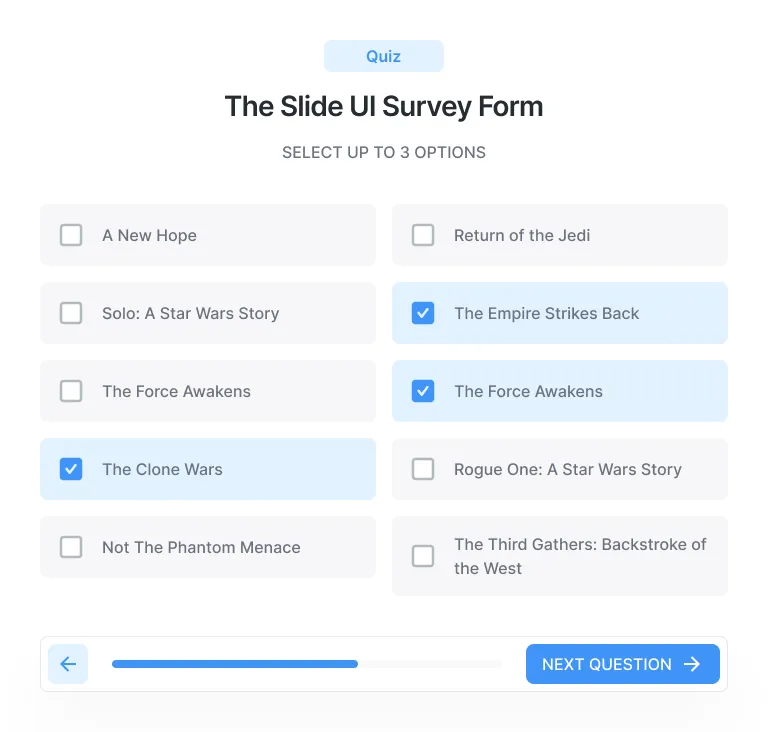 Quiz
The Slide UI Survey Form
SELECT UP TO 3 OPTIONS
A New Hope
Return of the Jedi
Solo: A Star Wars Story
The Empire Strikes Back
The Force Awakens
The Force Awakens
The Clone Wars
Rogue One: A Star Wars Story
Not The Phantom Menace
The Third Gathers: Backstroke of
the West
NEXT QUESTION